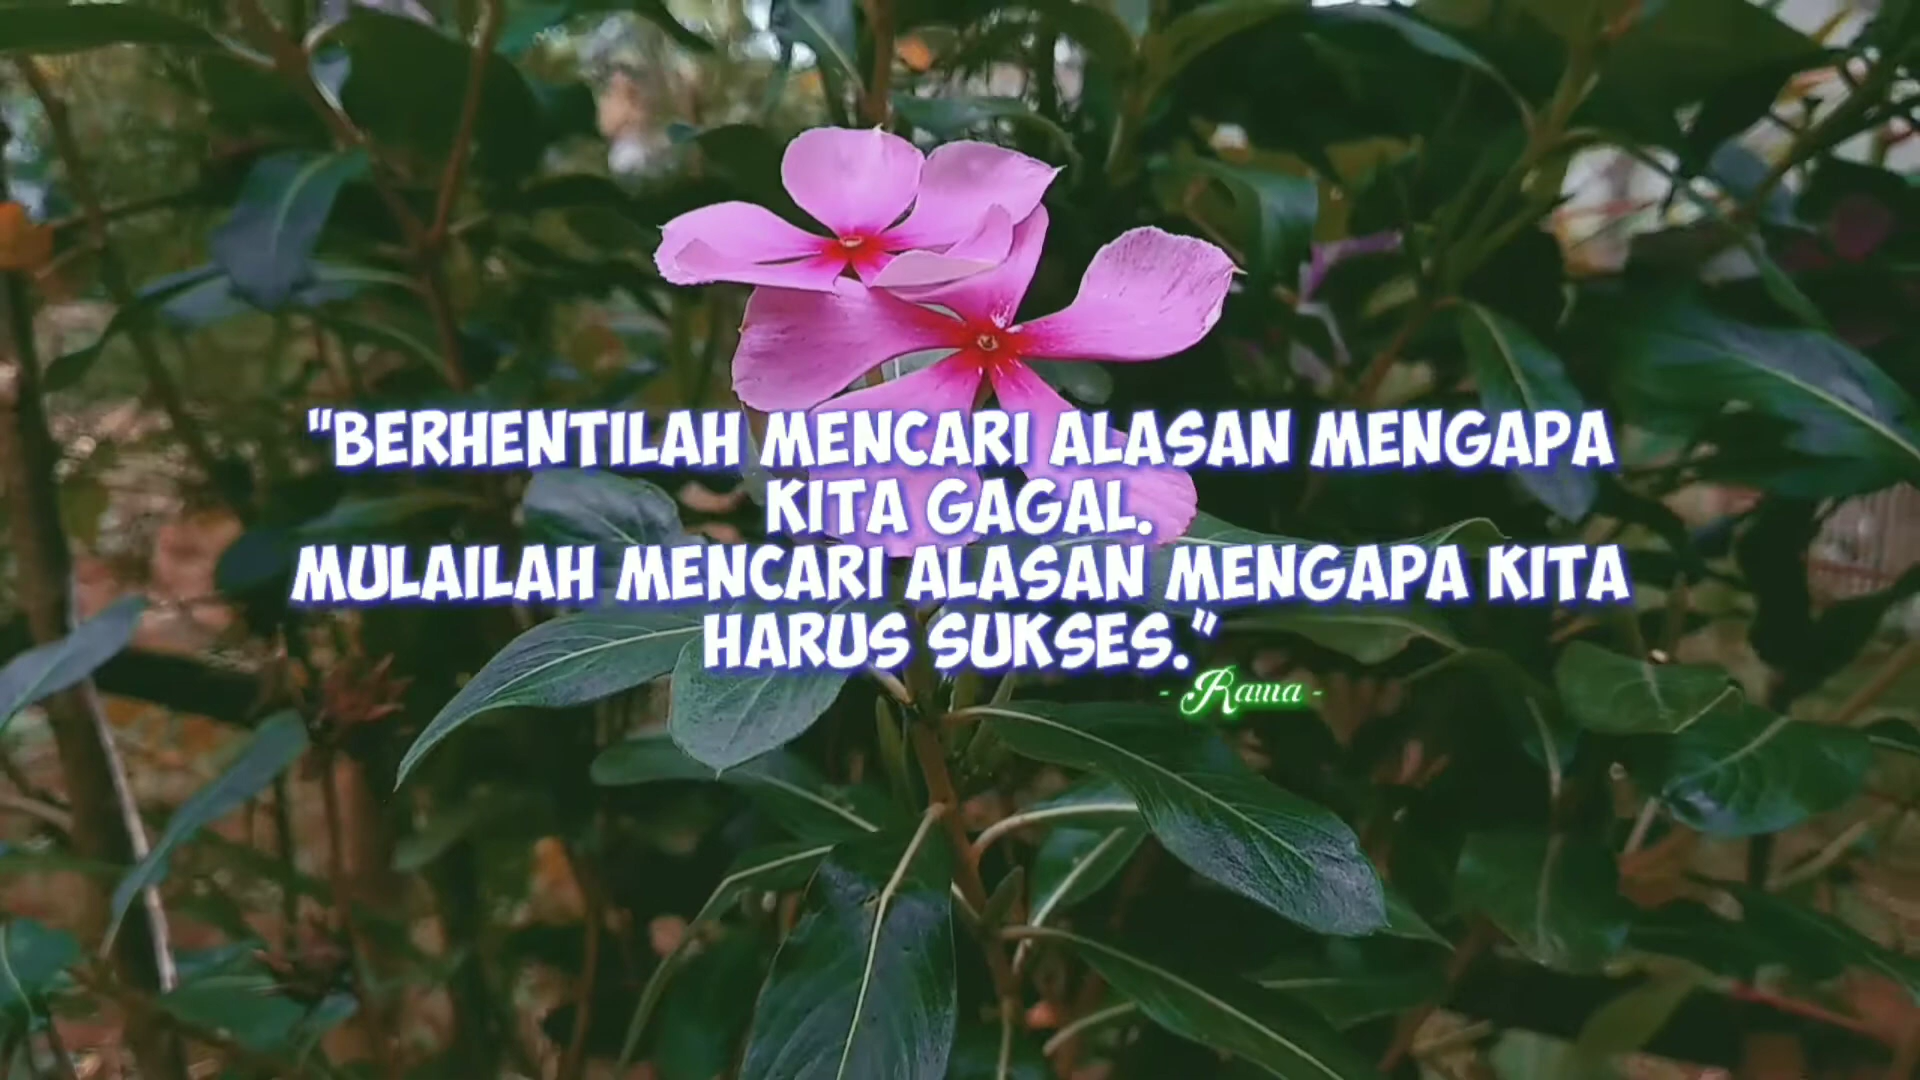 "BERHENTILAH MENCARI ALASAN MENGAPA
KITA GAGAL.
MULAILAH MENCARI ALASAN MENGAPA KITA
HARUS SUKSES."
- Rama -